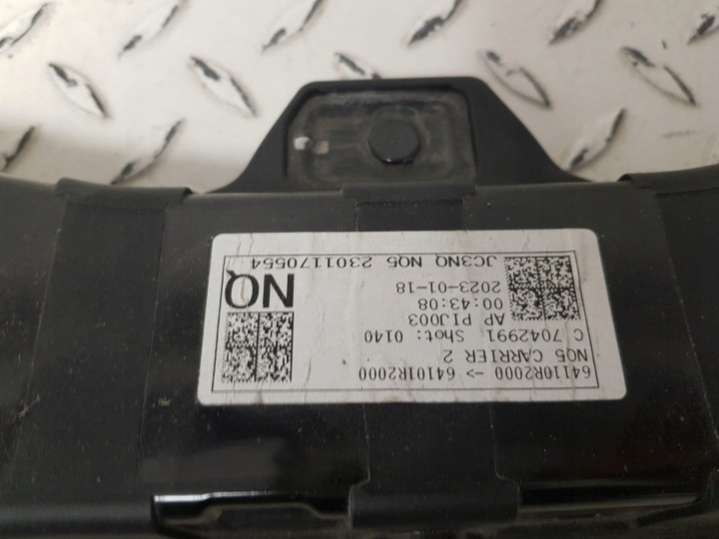 64110R2000 -> 64101R2000
NQ5 CARRIER 2
C 7042991 Shot: 0140
AP PIJ003
00:43:08
2023-01-18
JC3NQ NQ5 2301170554
NQ